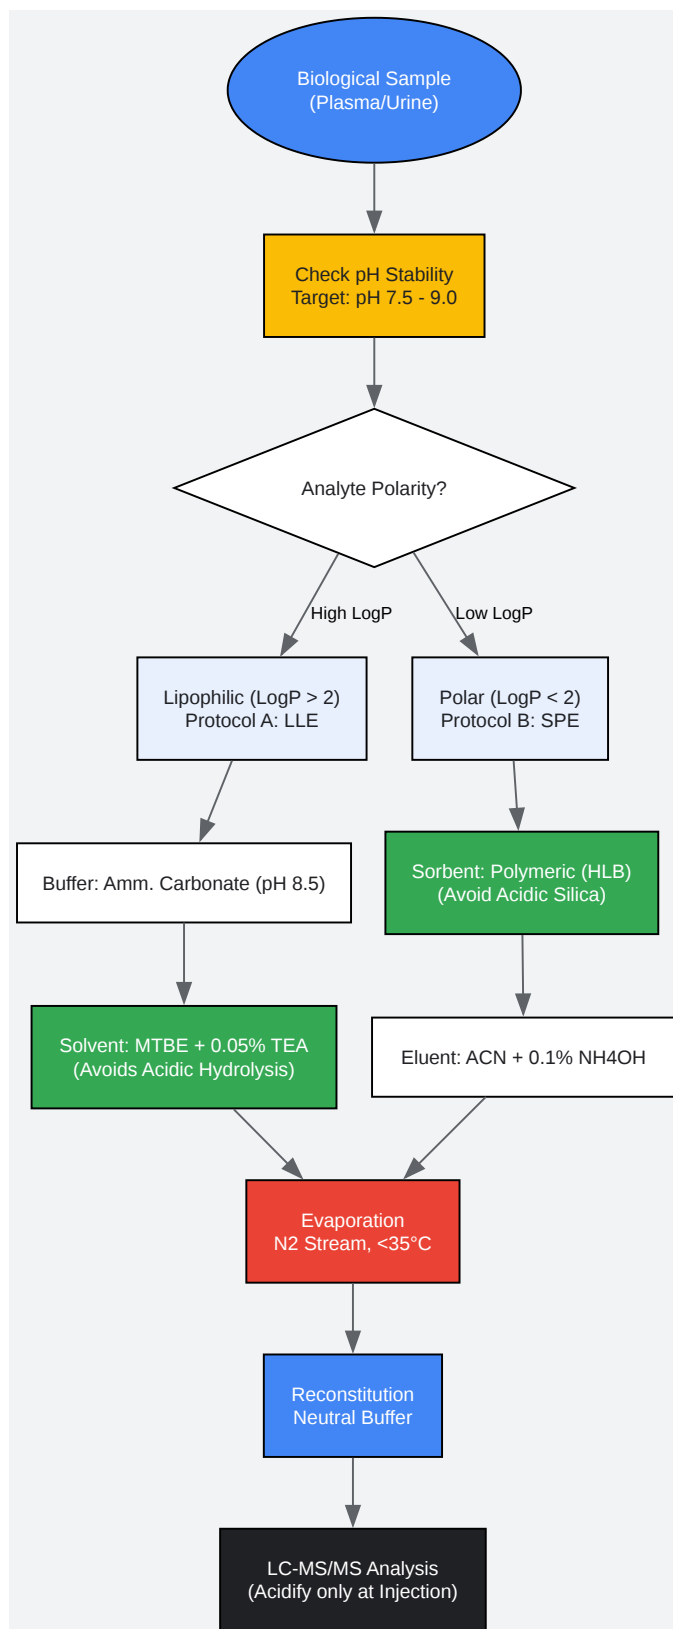 Biological Sample
(Plasma/Urine)
Check pH Stability
Target: pH 7.5 - 9.0
Analyte Polarity?
High LogP
Low LogP
Lipophilic (LogP > 2)
Protocol A: LLE
Polar (LogP < 2)
Protocol B: SPE
Buffer: Amm. Carbonate (pH 8.5)
Sorbent: Polymeric (HLB)
(Avoid Acidic Silica)
Solvent: MTBE + 0.05% TEA
(Avoids Acidic Hydrolysis)
Eluent: ACN + 0.1% NH4OH
Evaporation
N2 Stream, <35°C
Reconstitution
Neutral Buffer
LC-MS/MS Analysis
(Acidify only at Injection)